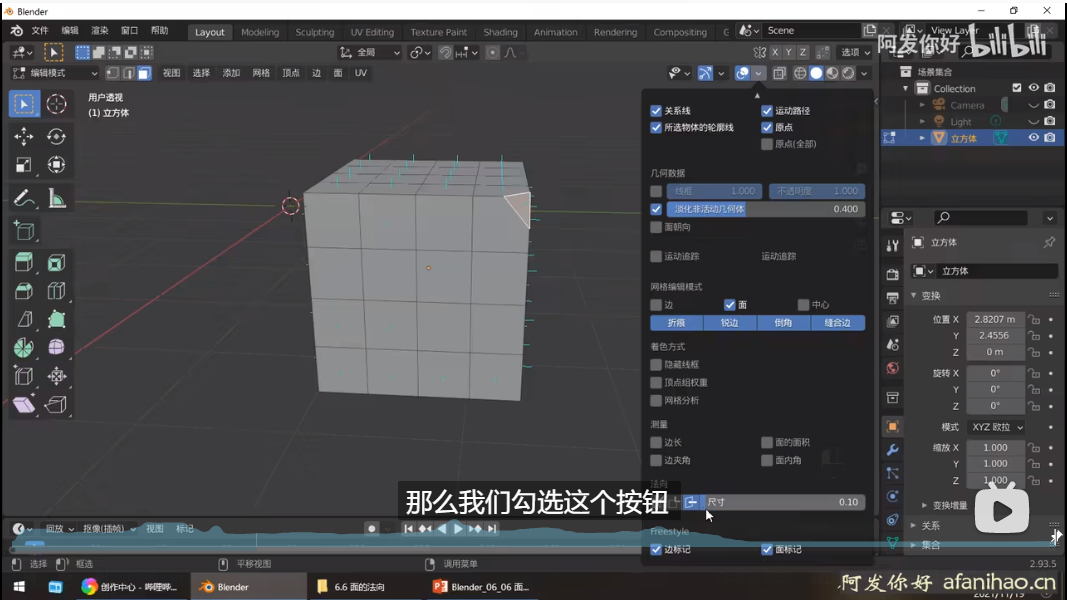 Blender
文件 编辑 渲染 窗口 帮助 Layout Modeling Sculpting UV Editing Texture Paint Shading Animation Rendering Compositing Scene View Layer
阿发你好 bilibili
全局 X Y Z 选项
编辑模式 视图 选择 添加 网格 顶点 边 面 UV
用户透视
(1) 立方体
关系线 运动路径
所选物体的轮廓线 原点
原点(全部)
几何数据
线框 1.000 不透明度 1.000
淡化非活动几何体 0.400
面朝向
运动追踪 运动追踪
网格编辑模式
边 面 中心
折痕 锐边 倒角 缝合边
着色方式
隐藏线框
顶点组权重
网格分析
测量
边长 面的面积
边夹角 面内角
法向
尺寸 0.10
Freestyle
边标记 面标记
场景集合
Collection
Camera
Light
立方体
立方体
立方体
变换
位置 X 2.8207 m
Y 2.4556
Z 0 m
旋转 X 0°
Y 0°
Z 0°
模式 XYZ 欧拉
缩放 X 1.000
Y 1.000
Z 1.000
变换增量
关系
集合
那么我们勾选这个按钮
回放 抠像(插帧) 视图 标记
选择 框选 平移视图 调用菜单 2.93.5
阿发你好 afanihao.cn
创作中心 - 哔哩哔... Blender 6.6 面的法向 Blender_06_06 面...
2021/11/19